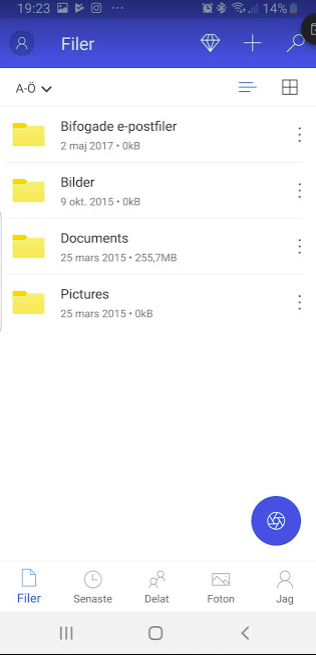 19:23 14%
Filer
A-Ö
Bifogade e-postfiler
2 maj 2017 • 0kB
Bilder
9 okt. 2015 • 0kB
Documents
25 mars 2015 • 255,7MB
Pictures
25 mars 2015 • 0kB
Filer Senaste Delat Foton Jag